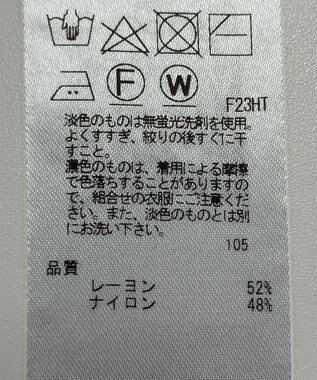 F W
F23HT
淡色のものは無蛍光洗剤を使用。
よくすすぎ、絞りの後すぐに干
すこと。
濃色のものは、着用による摩擦
で色落ちすることがありますの
で、組合せの衣服にご注意くだ
さい。また、淡色のものとは別
にお洗い下さい。
105
品質
レーヨン 52%
ナイロン 48%